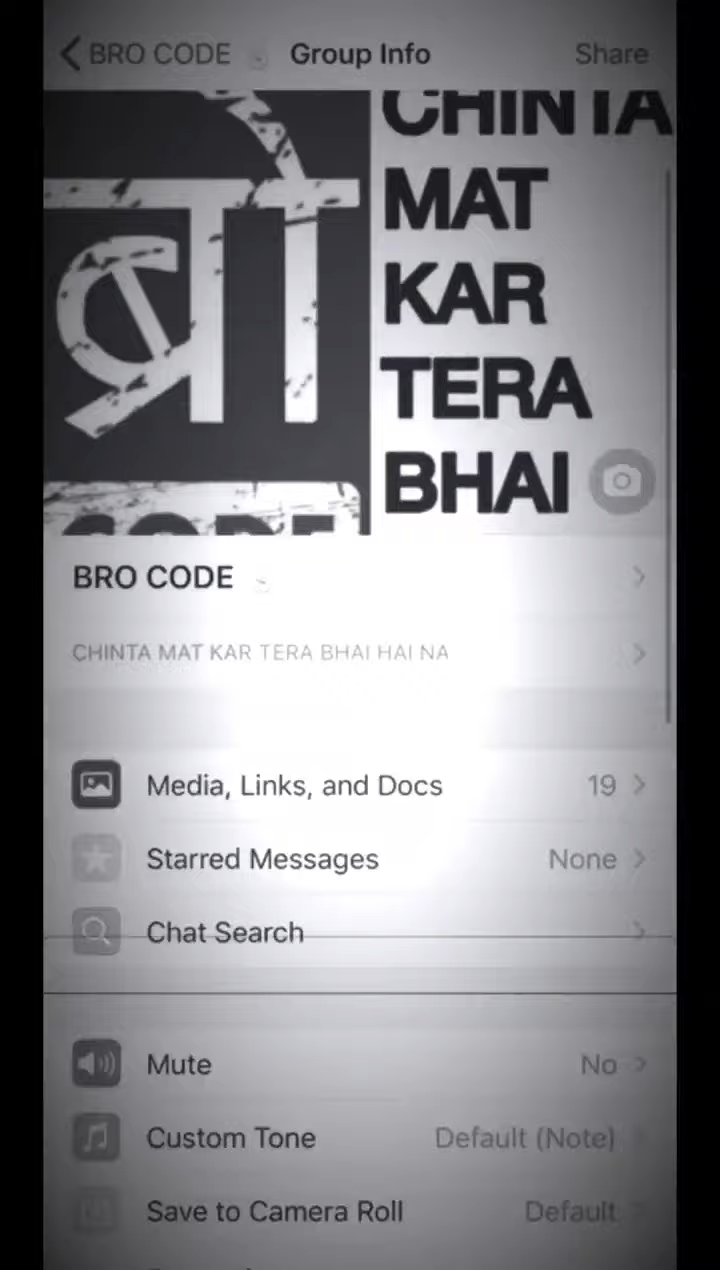 BRO CODE Group Info Share
CHINTA
MAT
KAR
TERA
BHAI
ब्रो
CODE
BRO CODE
CHINTA MAT KAR TERA BHAI HAI NA
Media, Links, and Docs 19
Starred Messages None
Chat Search
Mute No
Custom Tone Default (Note)
Save to Camera Roll Default